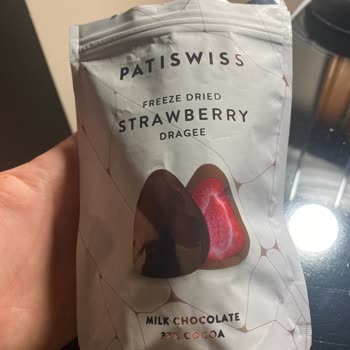 PATISWISS
FREEZE DRIED
STRAWBERRY
DRAGEE
MILK CHOCOLATE
COCOA